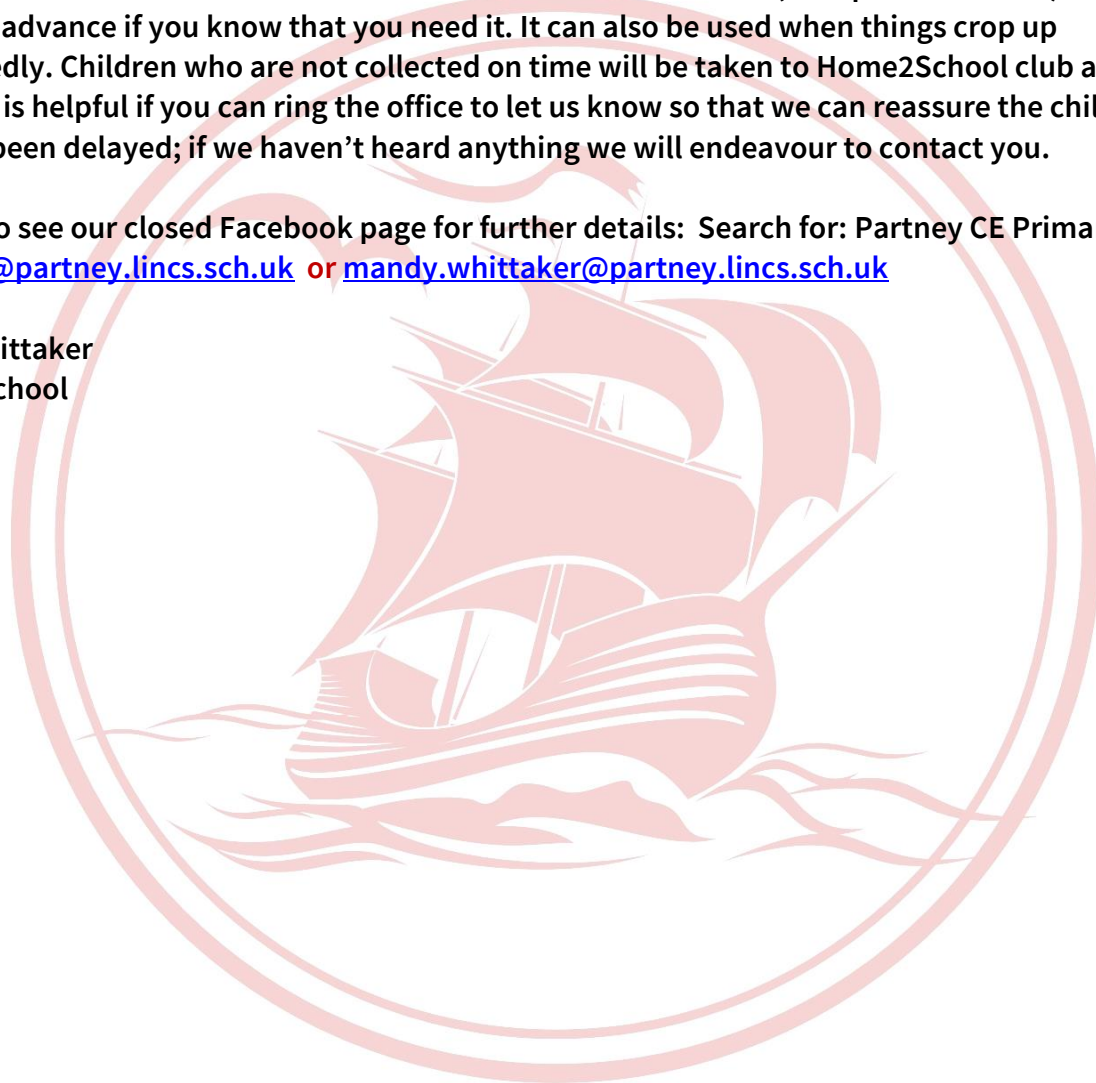 advance if you know that you need it. It can also be used when things crop up
edly. Children who are not collected on time will be taken to Home2School club a
is helpful if you can ring the office to let us know so that we can reassure the chil
been delayed; if we haven't heard anything we will endeavour to contact you.
o see our closed Facebook page for further details: Search for: Partney CE Prima
@partney.lincs.sch.uk or mandy.whittaker@partney.lincs.sch.uk
ittaker
chool